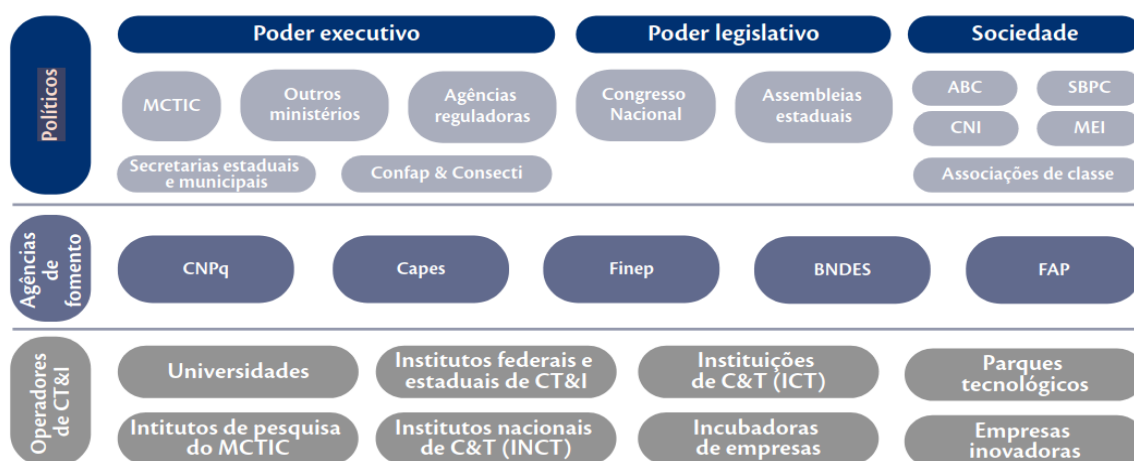 Políticos
Poder executivo
Poder legislativo
Sociedade
MCTIC
Outros
ministérios
Agências
reguladoras
Congresso
Nacional
Assembleias
estaduais
ABC
SBPC
CNI
MEI
Secretarias estaduais
e municipais
Confap & Consecti
Associações de classe
Agências
de
fomento
CNPq
Capes
Finep
BNDES
FAP
Operadores
de CT&I
Universidades
Institutos federais e
estaduais de CT&I
Instituições
de C&T (ICT)
Parques
tecnológicos
Intitutos de pesquisa
do MCTIC
Institutos nacionais
de C&T (INCT)
Incubadoras
de empresas
Empresas
inovadoras